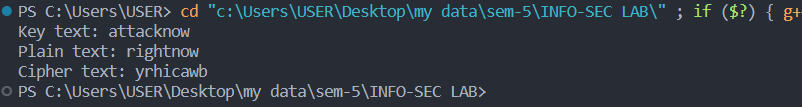 PS C:\Users\USER> cd "c:\Users\USER\Desktop\my data\sem-5\INFO-SEC LAB\" ; if ($?) { g+
Key text: attacknow
Plain text: rightnow
Cipher text: yrhicawb
PS C:\Users\USER\Desktop\my data\sem-5\INFO-SEC LAB>